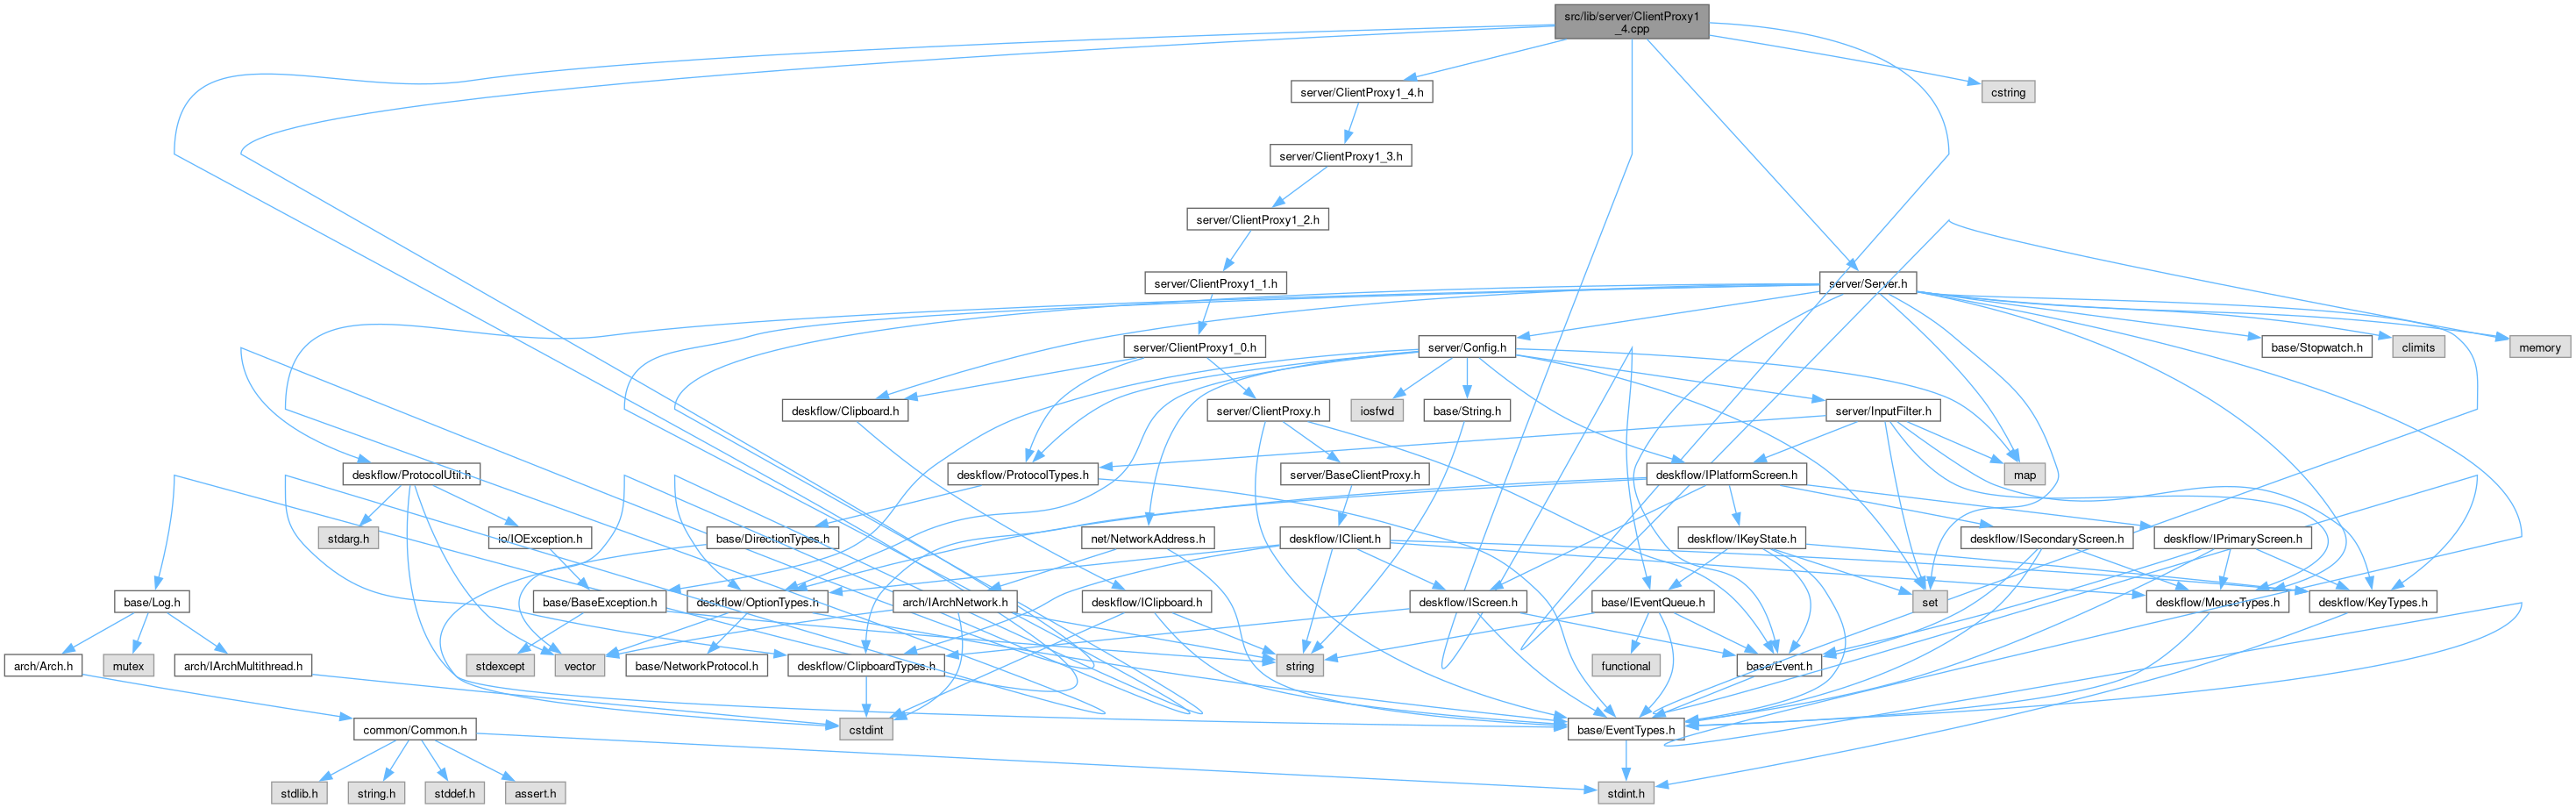 src/lib/server/ClientProxy1
_4.cpp
server/ClientProxy1_4.h
cstring
server/ClientProxy1_3.h
server/ClientProxy1_2.h
server/ClientProxy1_1.h
server/Server.h
server/ClientProxy1_0.h
server/Config.h
base/Stopwatch.h
climits
memory
deskflow/Clipboard.h
server/ClientProxy.h
iosfwd
base/String.h
server/InputFilter.h
deskflow/ProtocolUtil.h
deskflow/ProtocolTypes.h
server/BaseClientProxy.h
deskflow/IPlatformScreen.h
map
stdarg.h
io/IOException.h
base/DirectionTypes.h
net/NetworkAddress.h
deskflow/IClient.h
deskflow/IKeyState.h
deskflow/ISecondaryScreen.h
deskflow/IPrimaryScreen.h
base/Log.h
base/BaseException.h
deskflow/OptionTypes.h
arch/IArchNetwork.h
deskflow/IClipboard.h
deskflow/IScreen.h
base/IEventQueue.h
set
deskflow/MouseTypes.h
deskflow/KeyTypes.h
arch/Arch.h
mutex
arch/IArchMultithread.h
stdexcept
vector
base/NetworkProtocol.h
deskflow/ClipboardTypes.h
string
functional
base/Event.h
common/Common.h
cstdint
base/EventTypes.h
stdlib.h
string.h
stddef.h
assert.h
stdint.h